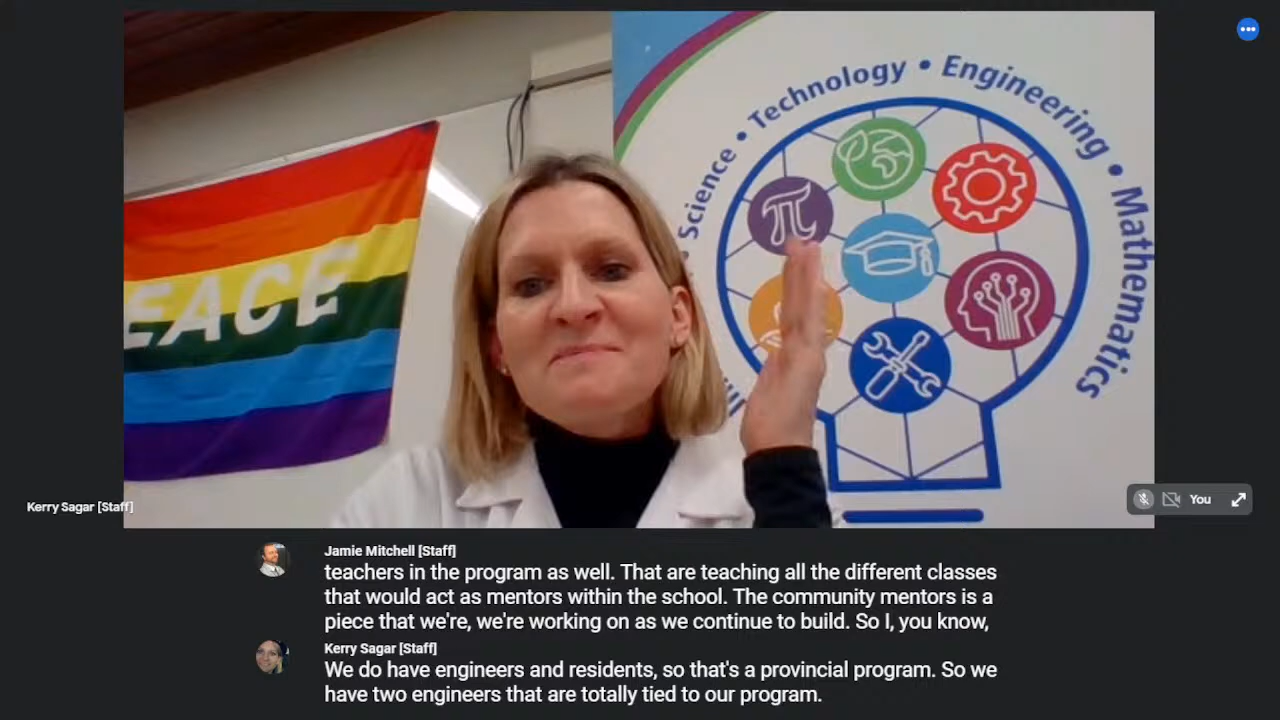 Science • Technology • Engineering • Mathematics
EACE
π
Kerry Sagar [Staff]
You
Jamie Mitchell [Staff]
teachers in the program as well. That are teaching all the different classes
that would act as mentors within the school. The community mentors is a
piece that we're, we're working on as we continue to build. So I, you know,
Kerry Sagar [Staff]
We do have engineers and residents, so that's a provincial program. So we
have two engineers that are totally tied to our program.